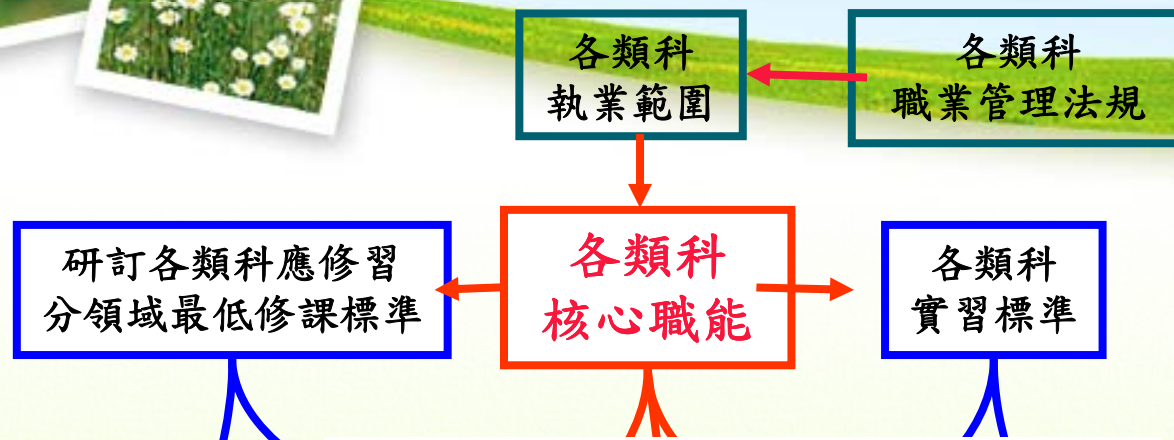 各類科
執業範圍
各類科
職業管理法規
研訂各類科應修習
分領域最低修課標準
各類科
核心職能
各類科
實習標準